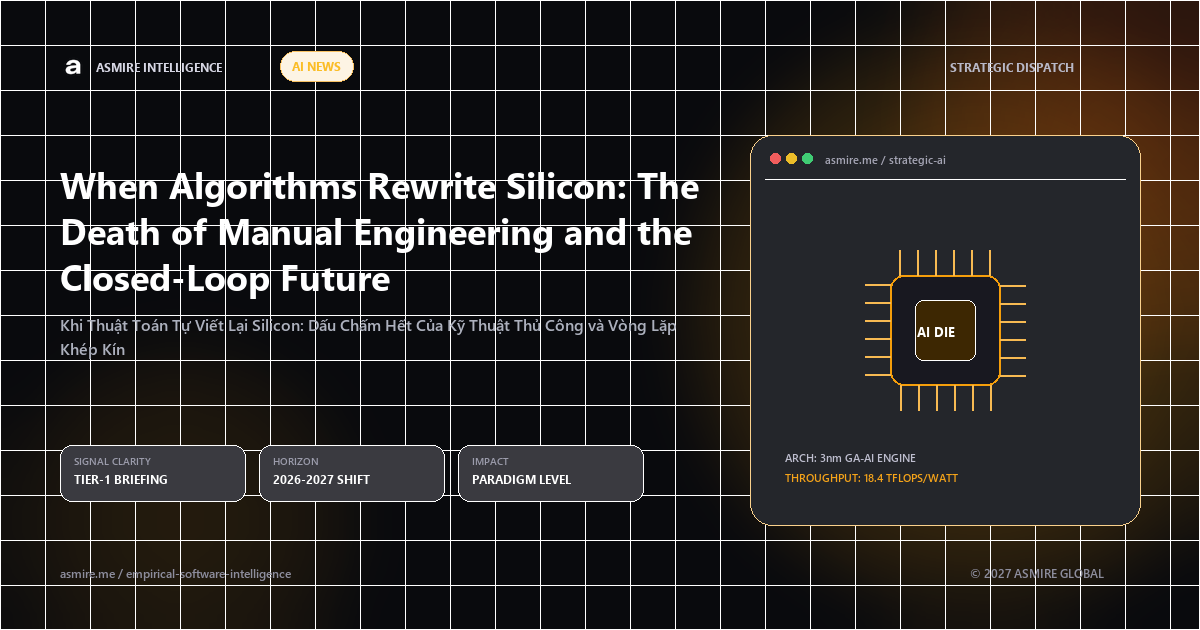 a ASMIRE INTELLIGENCE
AI NEWS
STRATEGIC DISPATCH
When Algorithms Rewrite Silicon: The
Death of Manual Engineering and the
Closed-Loop Future
Khi Thuật Toán Tự Viết Lại Silicon: Dấu Chấm Hết Của Kỹ Thuật Thủ Công và Vòng Lặp
Khép Kín
SIGNAL CLARITY
TIER-1 BRIEFING
HORIZON
2026-2027 SHIFT
IMPACT
PARADIGM LEVEL
asmire.me / strategic-ai
AI DIE
ARCH: 3nm GA-AI ENGINE
THROUGHPUT: 18.4 TFLOPS/WATT
asmire.me / empirical-software-intelligence
© 2027 ASMIRE GLOBAL